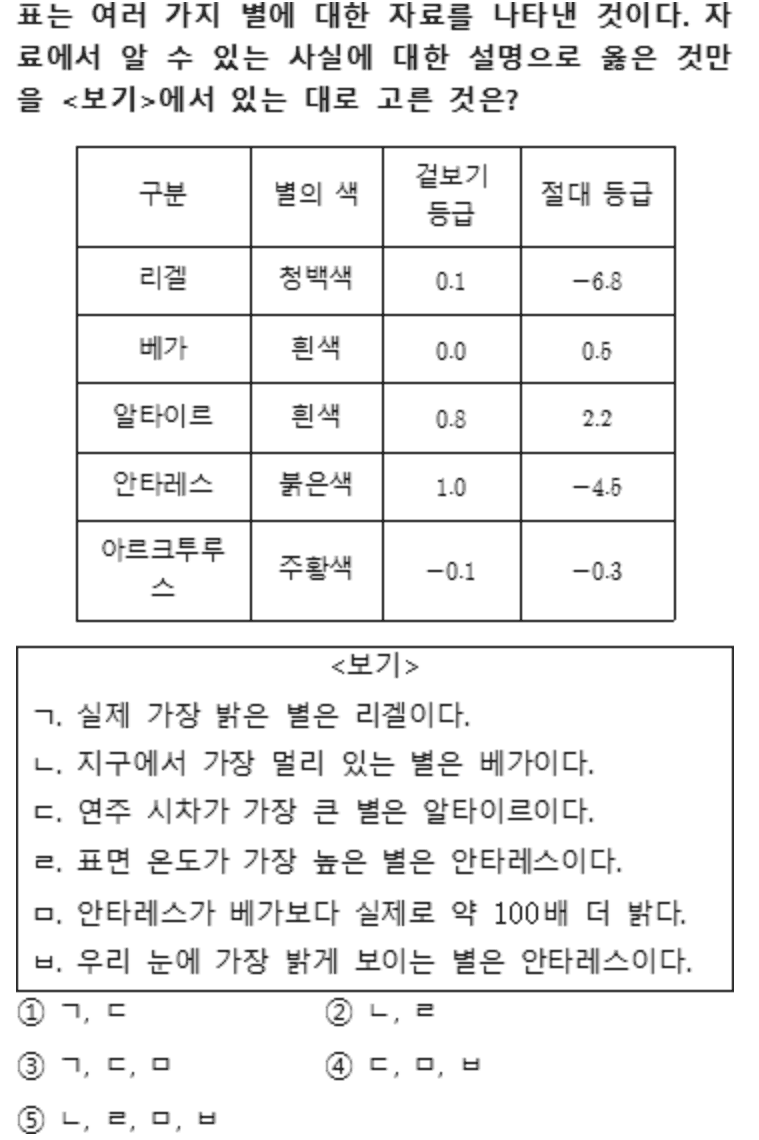 표는 여러 가지 별에 대한 자료를 나타낸 것이다. 자
료에서 알 수 있는 사실에 대한 설명으로 옳은 것만
을 <보기>에서 있는 대로 고른 것은?
구분 별의 색 겉보기 등급 절대 등급
리겔 청백색 0.1 −6.8
베가 흰색 0.0 0.5
알타이르 흰색 0.8 2.2
안타레스 붉은색 1.0 −4.5
아르크투루스 주황색 −0.1 −0.3
<보기>
ㄱ. 실제 가장 밝은 별은 리겔이다.
ㄴ. 지구에서 가장 멀리 있는 별은 베가이다.
ㄷ. 연주 시차가 가장 큰 별은 알타이르이다.
ㄹ. 표면 온도가 가장 높은 별은 안타레스이다.
ㅁ. 안타레스가 베가보다 실제로 약 100배 더 밝다.
ㅂ. 우리 눈에 가장 밝게 보이는 별은 안타레스이다.
① ㄱ, ㄷ ② ㄴ, ㄹ
③ ㄱ, ㄷ, ㅁ ④ ㄷ, ㅁ, ㅂ
⑤ ㄴ, ㄹ, ㅁ, ㅂ